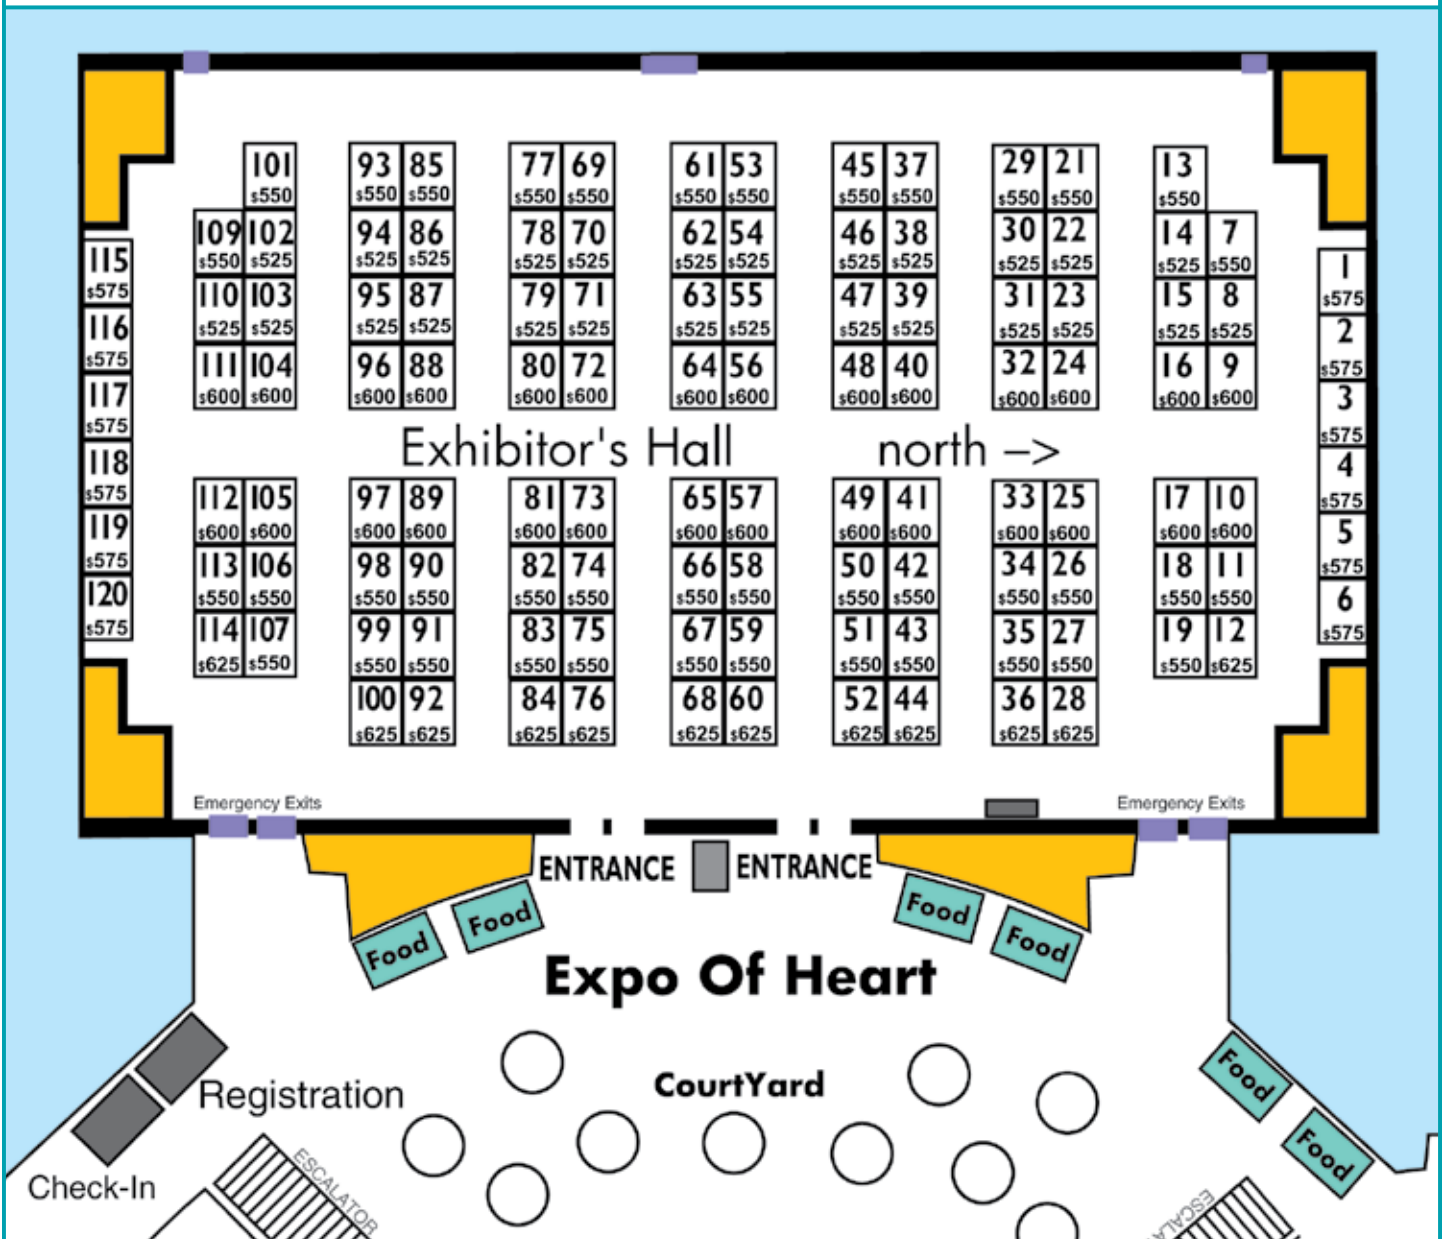 101 93 85 77 69 61 53 45 37 29 21 13
$550 $550 $550 $550 $550 $550 $550 $550 $550 $550 $550 $550
109 102 94 86 78 70 62 54 46 38 30 22 14 7
$550 $525 $525 $525 $525 $525 $525 $525 $525 $525 $525 $525 $525 $550
115 1
$575 $575
110 103 95 87 79 71 63 55 47 39 31 23 15 8
$525 $525 $525 $525 $525 $525 $525 $525 $525 $525 $525 $525 $525 $525
116 2
$575 $575
111 104 96 88 80 72 64 56 48 40 32 24 16 9
$600 $600 $600 $600 $600 $600 $600 $600 $600 $600 $600 $600 $600 $600
117 3
$575 $575
Exhibitor's Hall north –>
118 4
$575 $575
112 105 97 89 81 73 65 57 49 41 33 25 17 10
$600 $600 $600 $600 $600 $600 $600 $600 $600 $600 $600 $600 $600 $600
119 5
$575 $575
113 106 98 90 82 74 66 58 50 42 34 26 18 11
$550 $550 $550 $550 $550 $550 $550 $550 $550 $550 $550 $550 $550 $550
120 6
$575 $575
114 107 99 91 83 75 67 59 51 43 35 27 19 12
$625 $550 $550 $550 $550 $550 $550 $550 $550 $550 $550 $550 $550 $625
100 92 84 76 68 60 52 44 36 28
$625 $625 $625 $625 $625 $625 $625 $625 $625 $625
Emergency Exits Emergency Exits
ENTRANCE ENTRANCE
Food Food Food Food
Expo Of Heart
CourtYard
Food
Food
Registration
Check-In
ESCALATOR
ESCALA